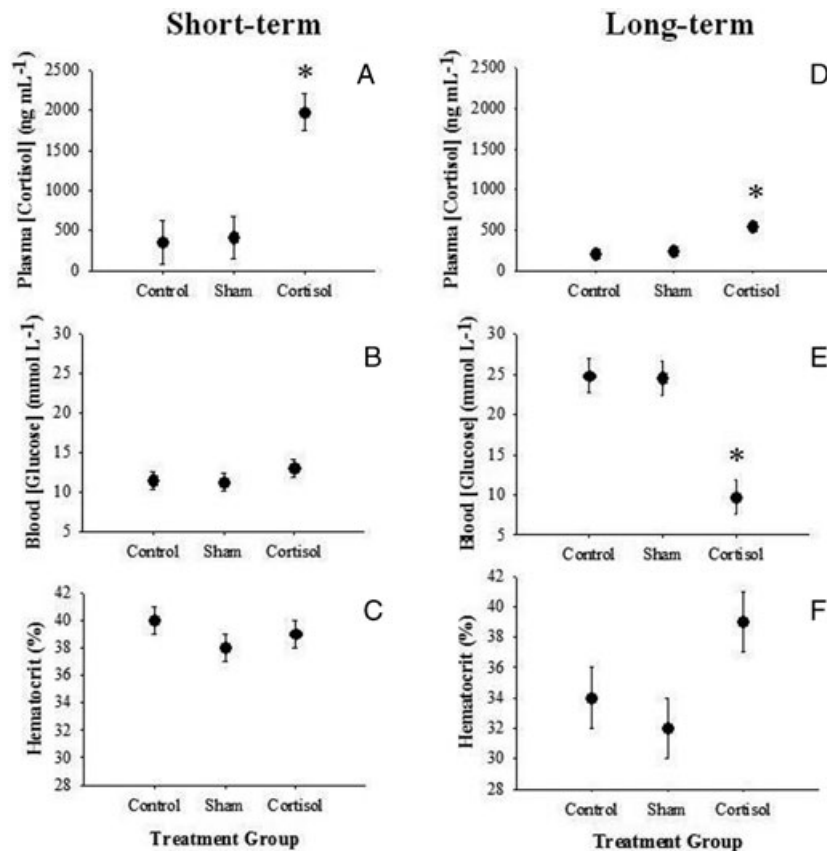 Short-term
Long-term
A
Plasma [Cortisol] (ng mL-1)
2500
2000
1500
1000
500
0
*
Control Sham Cortisol
D
Plasma [Cortisol] (ng mL-1)
2500
2000
1500
1000
500
0
*
Control Sham Cortisol
B
Blood [Glucose] (mmol L-1)
30
25
20
15
10
5
Control Sham Cortisol
E
Blood [Glucose] (mmol L-1)
30
25
20
15
10
5
*
Control Sham Cortisol
C
Hematocrit (%)
42
40
38
36
34
32
30
28
Control Sham Cortisol
Treatment Group
F
Hematocrit (%)
42
40
38
36
34
32
30
28
Control Sham Cortisol
Treatment Group